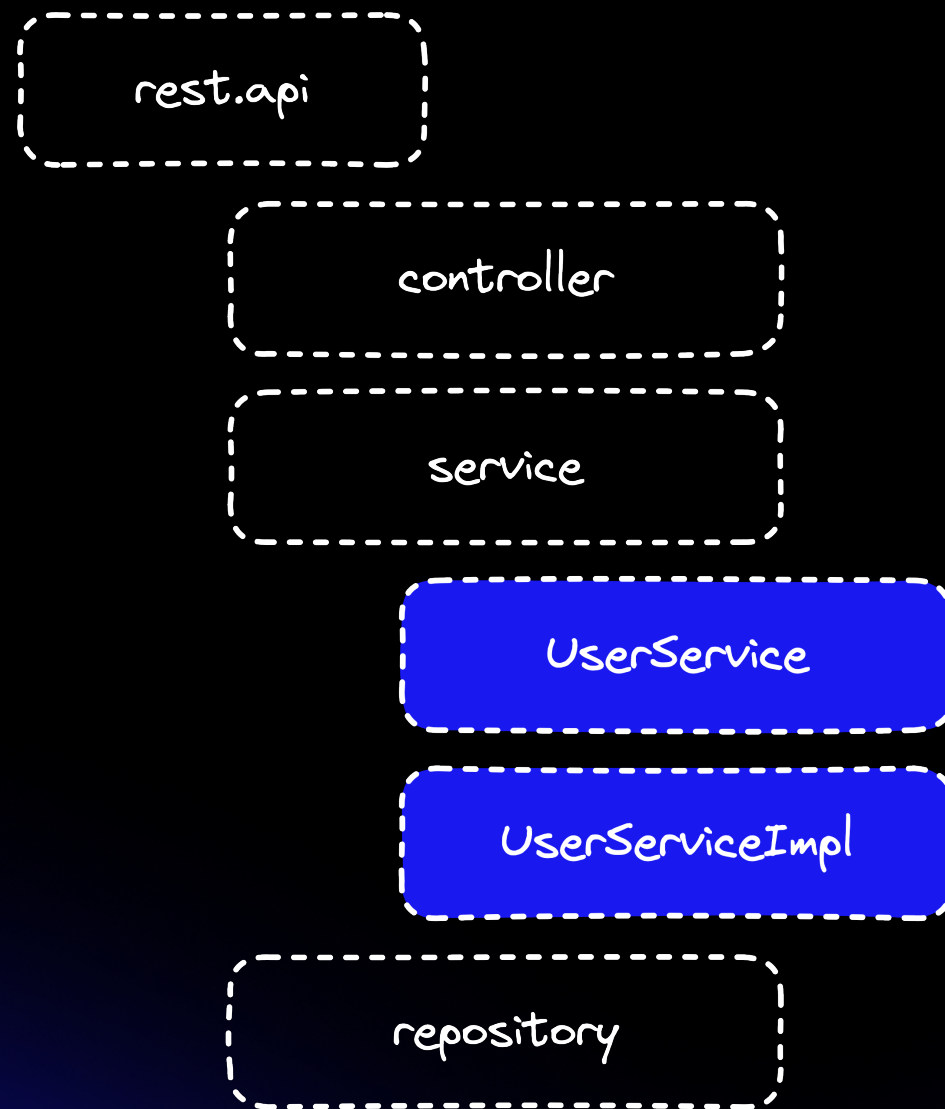 rest.api
controller
service
UserService
UserServiceImpl
repository